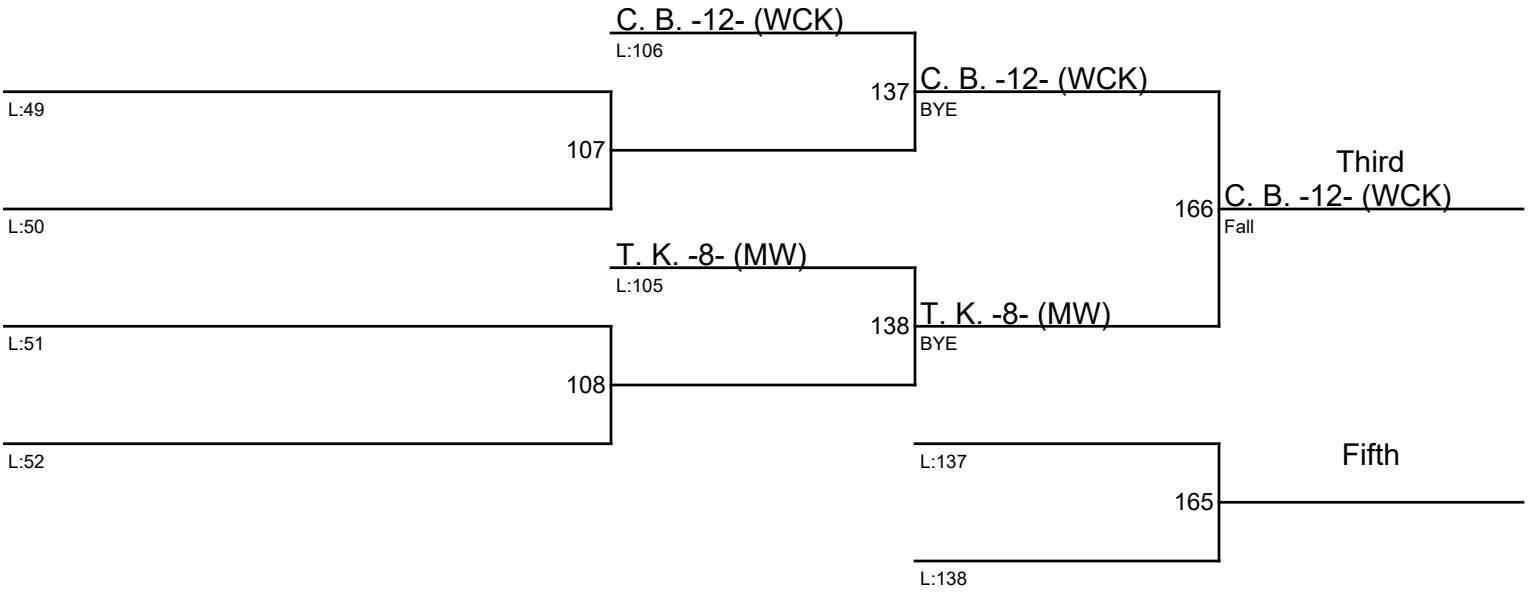 C. B. -12- (WCK)
L:106
137
C. B. -12- (WCK)
BYE
L:49
107
L:50
Third
C. B. -12- (WCK)
166
Fall
T. K. -8- (MW)
L:105
138
T. K. -8- (MW)
BYE
L:51
108
L:52
L:137
Fifth
165
L:138